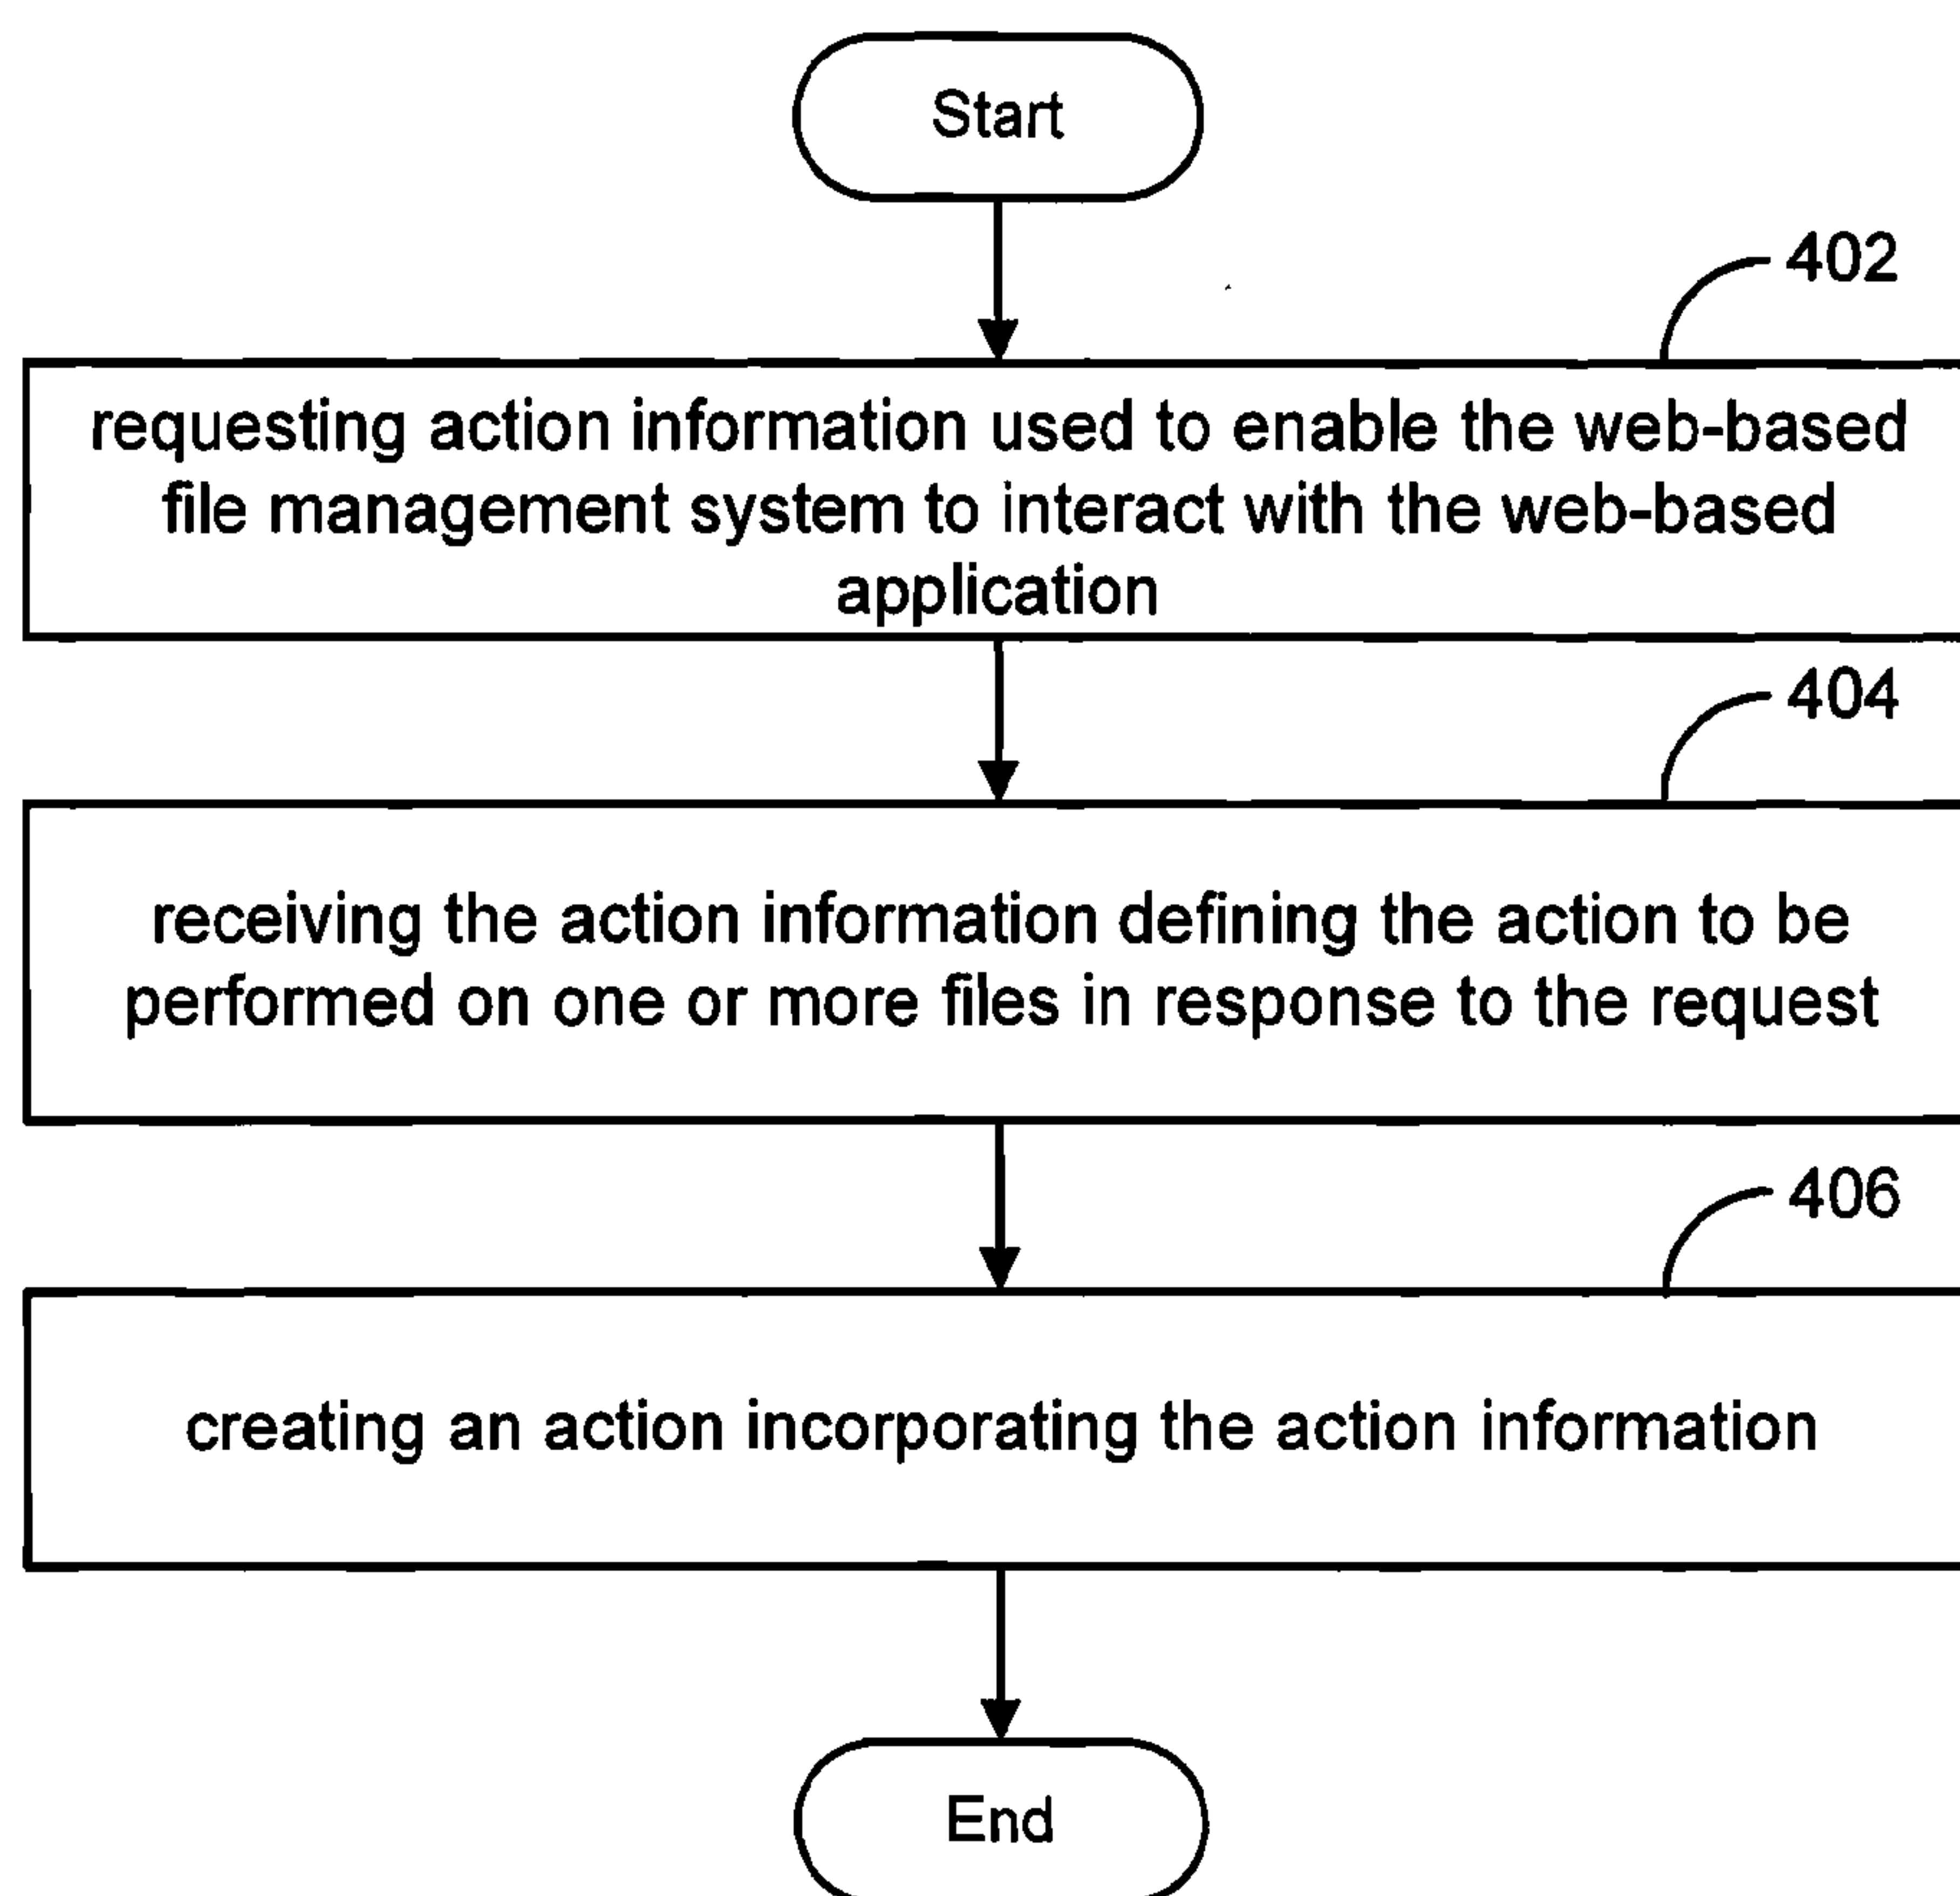 Start
402
requesting action information used to enable the web-based
file management system to interact with the web-based
application
404
receiving the action information defining the action to be
performed on one or more files in response to the request
406
creating an action incorporating the action information
End